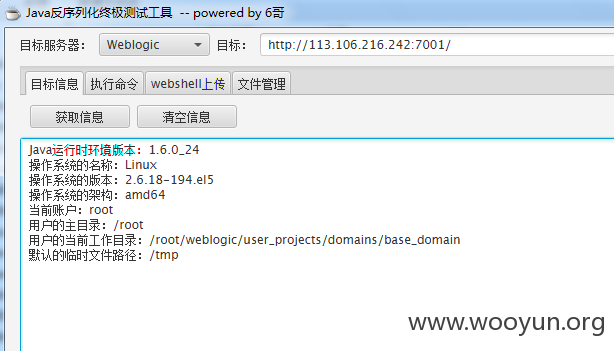 Java反序列化终极测试工具 -- powered by 6哥
目标服务器： Weblogic 目标： http://113.106.216.242:7001/
目标信息 执行命令 webshell上传 文件管理
获取信息 清空信息
Java运行时环境版本：1.6.0_24
操作系统的名称：Linux
操作系统的版本：2.6.18-194.el5
操作系统的架构：amd64
当前账户：root
用户的主目录：/root
用户的当前工作目录：/root/weblogic/user_projects/domains/base_domain
默认的临时文件路径：/tmp
www.wooyun.org